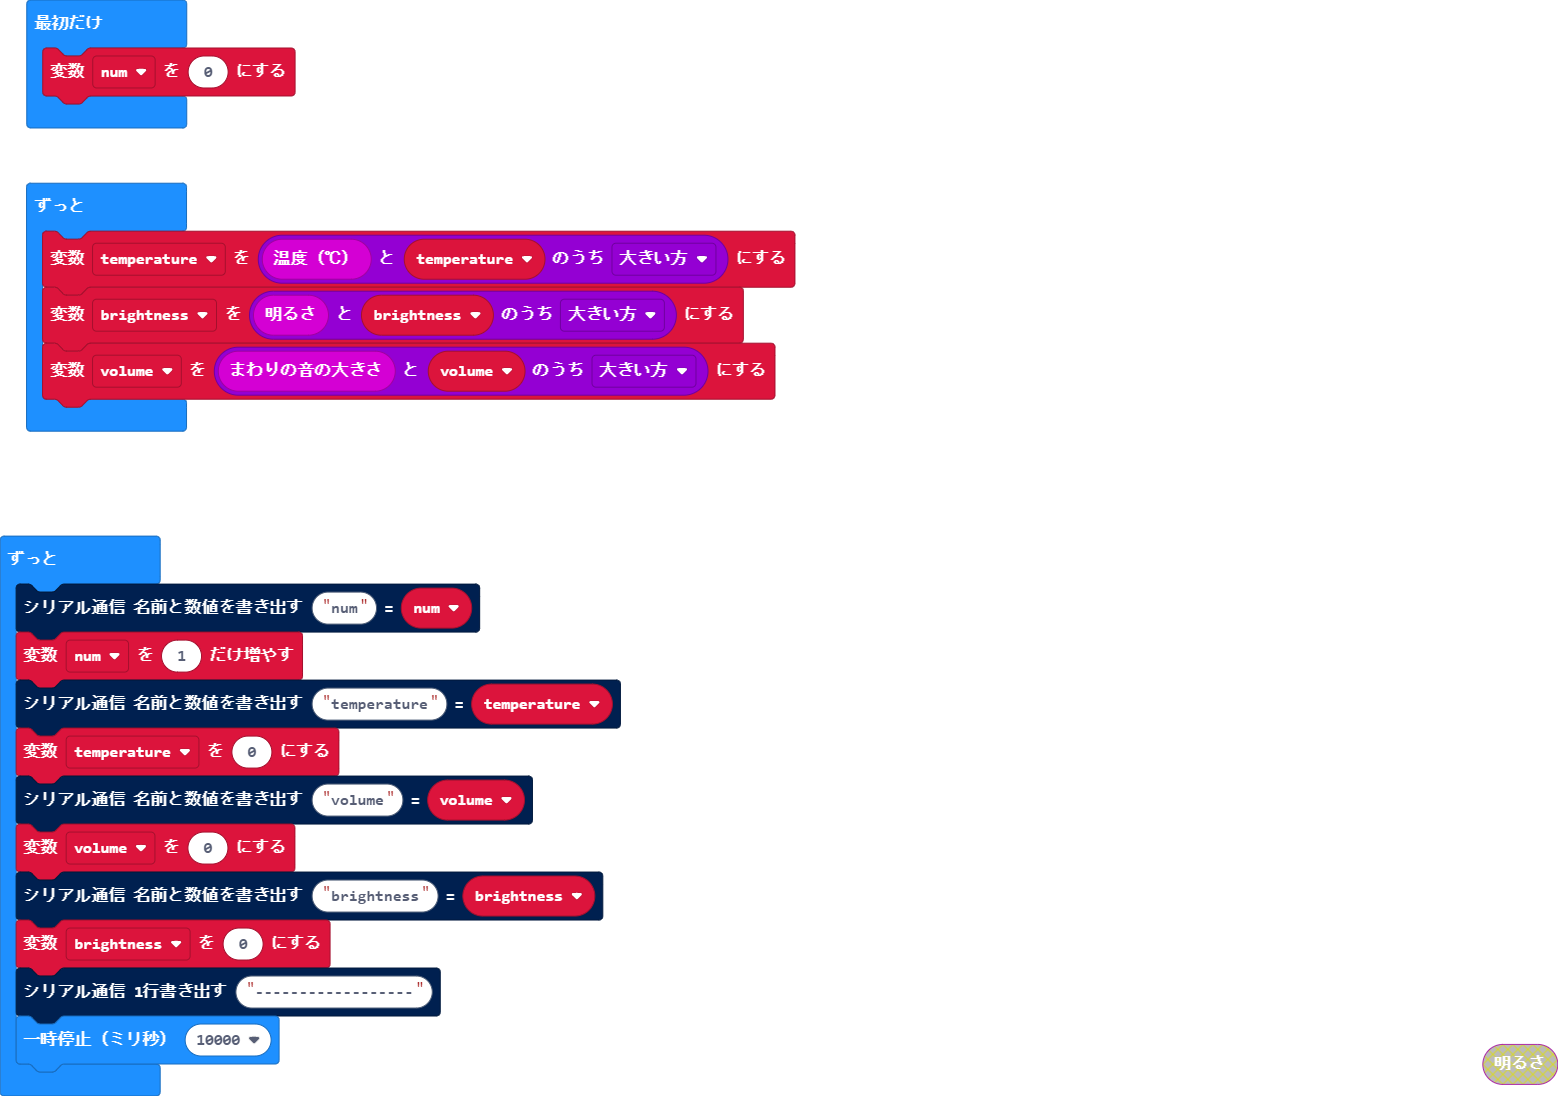 最初だけ
変数 num を 0 にする
ずっと
変数 temperature を 温度（℃） と temperature のうち 大きい方 にする
変数 brightness を 明るさ と brightness のうち 大きい方 にする
変数 volume を まわりの音の大きさ と volume のうち 大きい方 にする
ずっと
シリアル通信 名前と数値を書き出す "num" = num
変数 num を 1 だけ増やす
シリアル通信 名前と数値を書き出す "temperature" = temperature
変数 temperature を 0 にする
シリアル通信 名前と数値を書き出す "volume" = volume
変数 volume を 0 にする
シリアル通信 名前と数値を書き出す "brightness" = brightness
変数 brightness を 0 にする
シリアル通信 1行書き出す "------------------"
一時停止（ミリ秒） 10000
明るさ